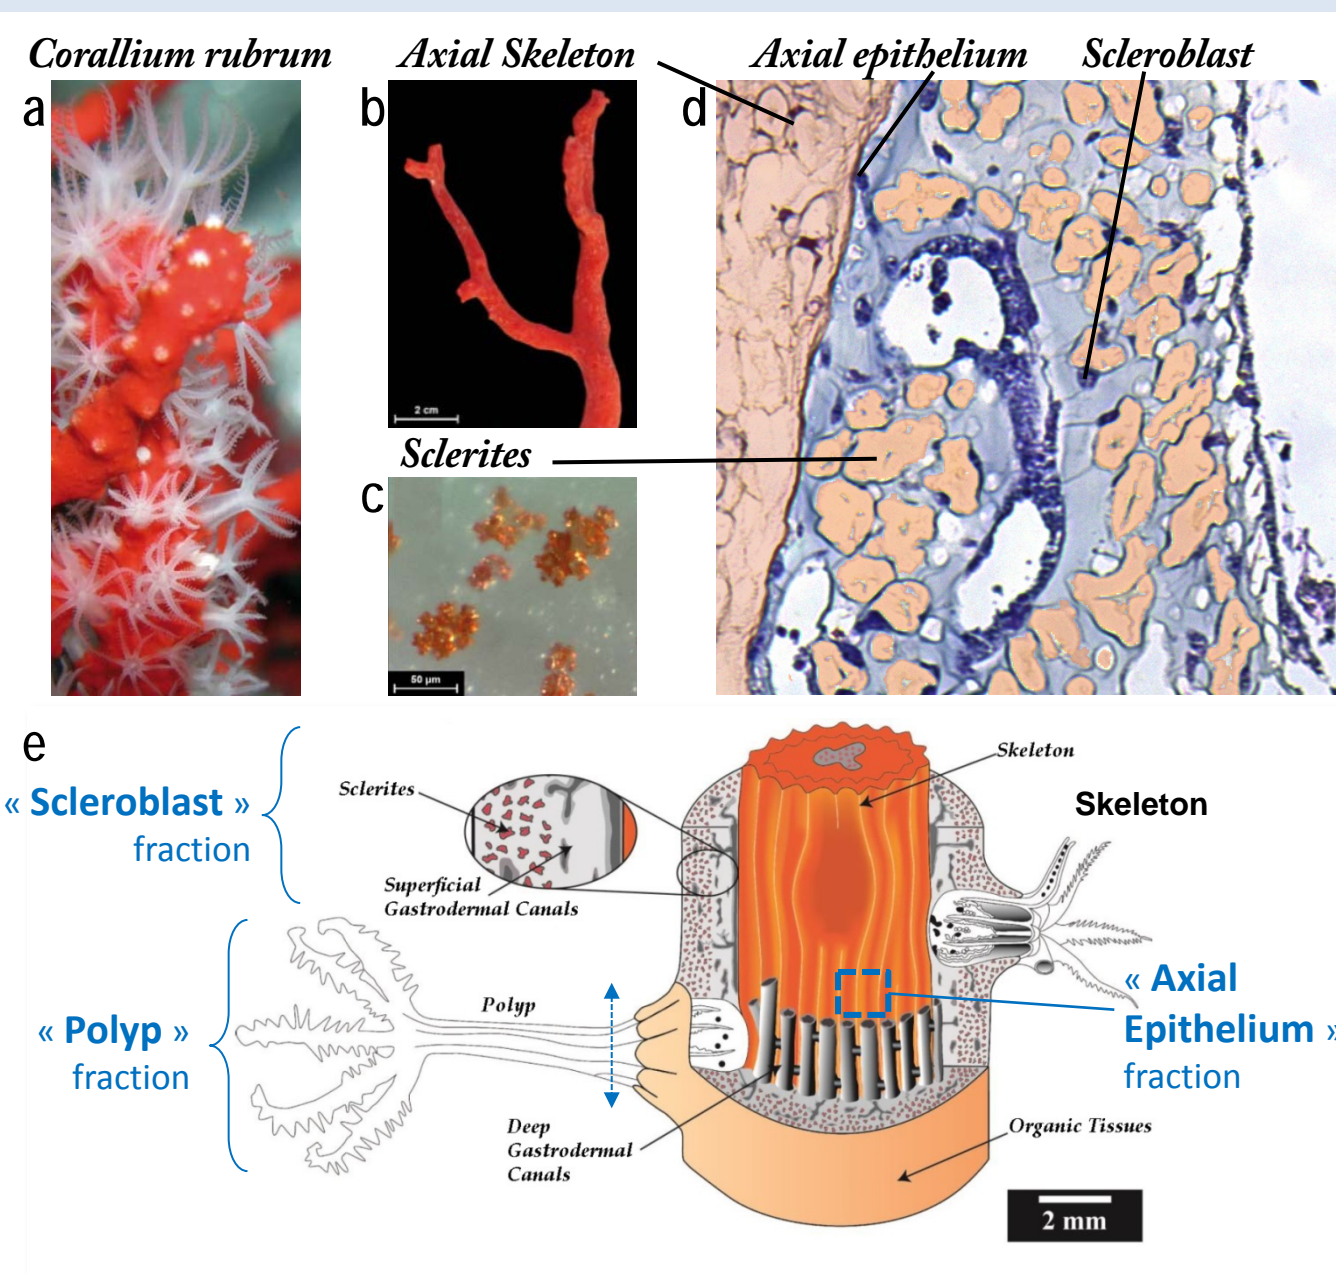 Corallium rubrum
Axial Skeleton
Axial epithelium
Scleroblast
a
b
2 cm
Sclerites
c
50 µm
d
e
« Scleroblast »
fraction
Sclerites
Superficial
Gastrodermal Canals
Skeleton
Skeleton
« Polyp »
fraction
Polyp
« Axial
Epithelium »
fraction
Deep
Gastrodermal
Canals
Organic Tissues
2 mm